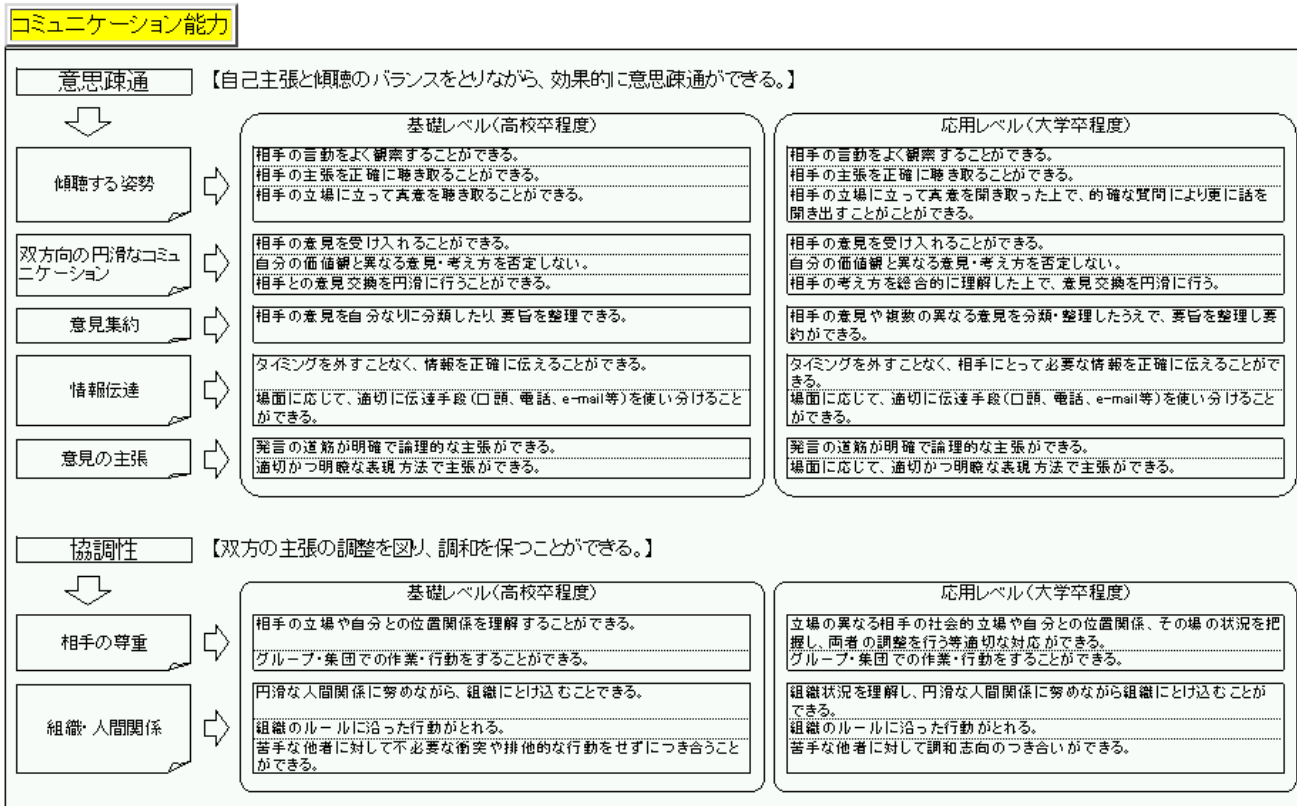 コミュニケーション能力
意思疎通
【自己主張と傾聴のバランスをとりながら、効果的に意思疎通ができる。】
基礎レベル(高校卒程度)
応用レベル(大学卒程度)
傾聴する姿勢
相手の言動をよく観察することができる。
相手の主張を正確に聴き取ることができる。
相手の立場に立って真意を聴き取ることができる。
相手の言動をよく観察することができる。
相手の主張を正確に聴き取ることができる。
相手の立場に立って真意を聞き取った上で、的確な質問により更に話を
聞き出すことがことができる。
双方向の円滑なコミュ
ニケーション
相手の意見を受け入れることができる。
自分の価値観と異なる意見・考え方を否定しない。
相手との意見交換を円滑に行うことができる。
相手の意見を受け入れることができる。
自分の価値観と異なる意見・考え方を否定しない。
相手の考え方を総合的に理解した上で、意見交換を円滑に行う。
意見集約
相手の意見を自分なりに分類したり、要旨を整理できる。
相手の意見や複数の異なる意見を分類・整理したうえで、要旨を整理し要
約ができる。
情報伝達
タイミングを外すことなく、情報を正確に伝えることができる。
場面に応じて、適切に伝達手段(口頭、電話、e-mail等)を使い分けること
ができる。
タイミングを外すことなく、相手にとって必要な情報を正確に伝えることがで
きる。
場面に応じて、適切に伝達手段(口頭、電話、e-mail等)を使い分けること
ができる。
意見の主張
発言の道筋が明確で論理的な主張ができる。
適切かつ明瞭な表現方法で主張ができる。
発言の道筋が明確で論理的な主張ができる。
場面に応じて、適切かつ明瞭な表現方法で主張ができる。
協調性
【双方の主張の調整を図り、調和を保つことができる。】
基礎レベル(高校卒程度)
応用レベル(大学卒程度)
相手の尊重
相手の立場や自分との位置関係を理解することができる。
グループ・集団での作業・行動をすることができる。
立場の異なる相手の社会的立場や自分との位置関係、その場の状況を把
握し、両者の調整を行う等適切な対応ができる。
グループ・集団での作業・行動をすることができる。
組織・人間関係
円滑な人間関係に努めながら、組織にとけ込むことできる。
組織のルールに沿った行動がとれる。
苦手な他者に対して不必要な衝突や排他的な行動をせずにつき合うこと
ができる。
組織状況を理解し、円滑な人間関係に努めながら組織にとけ込むことが
できる。
組織のルールに沿った行動がとれる。
苦手な他者に対して調和志向のつき合いができる。